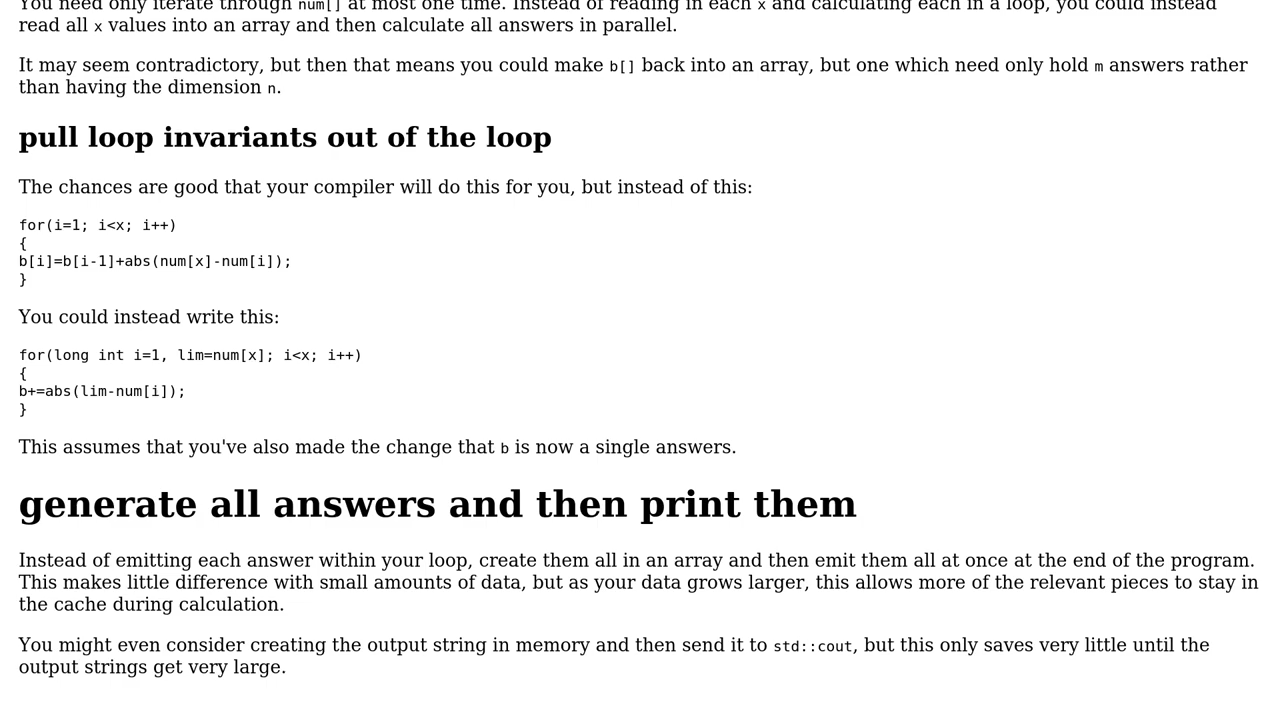 You need only iterate through num[] at most one time. Instead of reading in each x and calculating each in a loop, you could instead
read all x values into an array and then calculate all answers in parallel.
It may seem contradictory, but then that means you could make b[] back into an array, but one which need only hold m answers rather
than having the dimension n.
pull loop invariants out of the loop
The chances are good that your compiler will do this for you, but instead of this:
for(i=1; i<x; i++)
{
b[i]=b[i-1]+abs(num[x]-num[i]);
}
You could instead write this:
for(long int i=1, lim=num[x]; i<x; i++)
{
b+=abs(lim-num[i]);
}
This assumes that you've also made the change that b is now a single answers.
generate all answers and then print them
Instead of emitting each answer within your loop, create them all in an array and then emit them all at once at the end of the program.
This makes little difference with small amounts of data, but as your data grows larger, this allows more of the relevant pieces to stay in
the cache during calculation.
You might even consider creating the output string in memory and then send it to std::cout, but this only saves very little until the
output strings get very large.